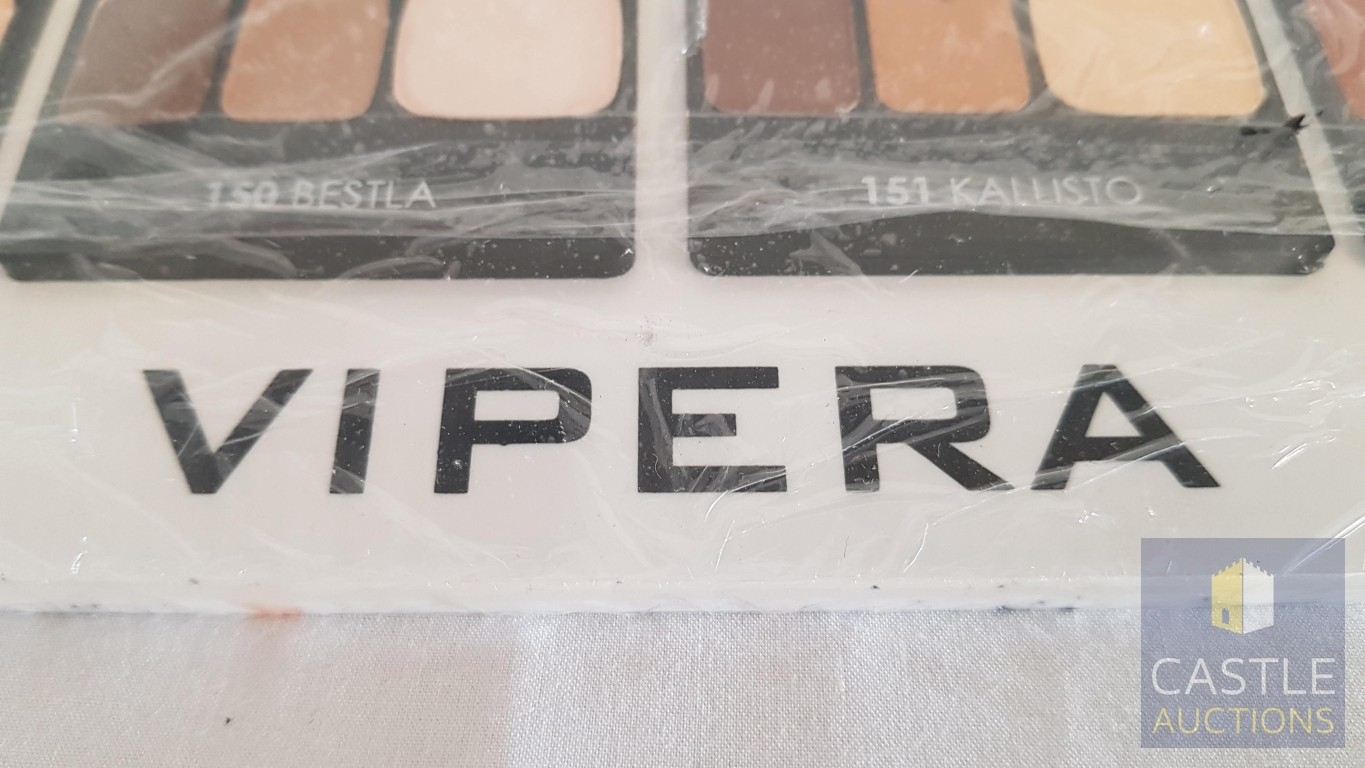 150 BESTLA
151 KALLISTO
VIPERA
CASTLE
AUCTIONS